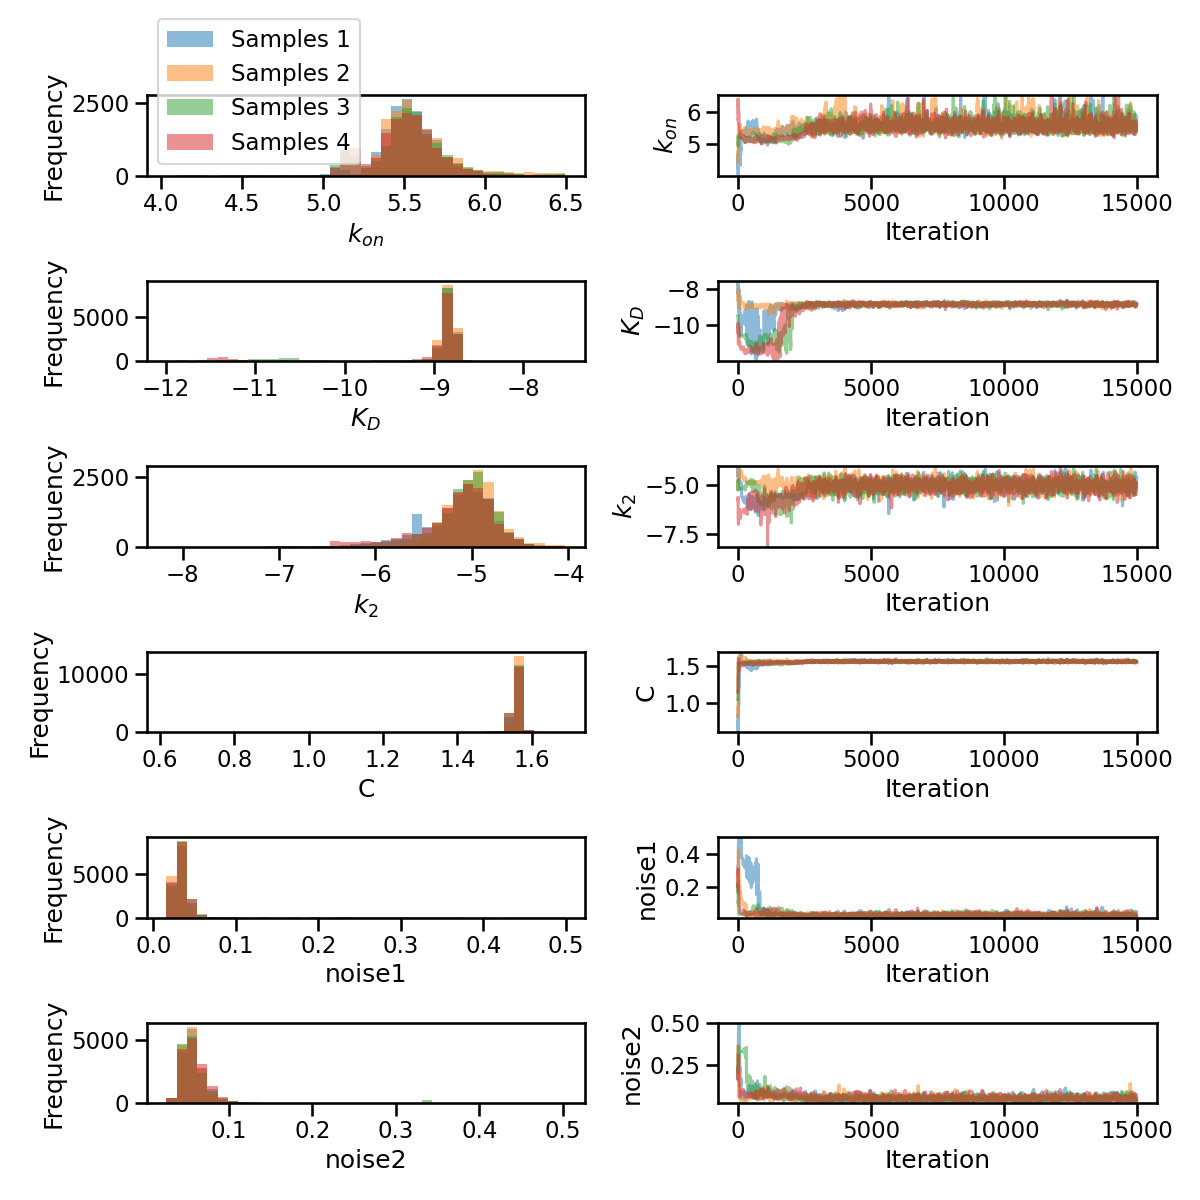 Samples 1
Samples 2
Samples 3
Samples 4
Frequency
2500
0
4.0 4.5 5.0 5.5 6.0 6.5
k_on
k_on
6
5
0 5000 10000 15000
Iteration
Frequency
5000
0
−12 −11 −10 −9 −8
K_D
K_D
−8
−10
0 5000 10000 15000
Iteration
Frequency
2500
0
−8 −7 −6 −5 −4
k_2
k_2
−5.0
−7.5
0 5000 10000 15000
Iteration
Frequency
10000
0
0.6 0.8 1.0 1.2 1.4 1.6
C
C
1.5
1.0
0 5000 10000 15000
Iteration
Frequency
5000
0
0.0 0.1 0.2 0.3 0.4 0.5
noise1
noise1
0.4
0.2
0 5000 10000 15000
Iteration
Frequency
5000
0
0.1 0.2 0.3 0.4 0.5
noise2
noise2
0.50
0.25
0 5000 10000 15000
Iteration